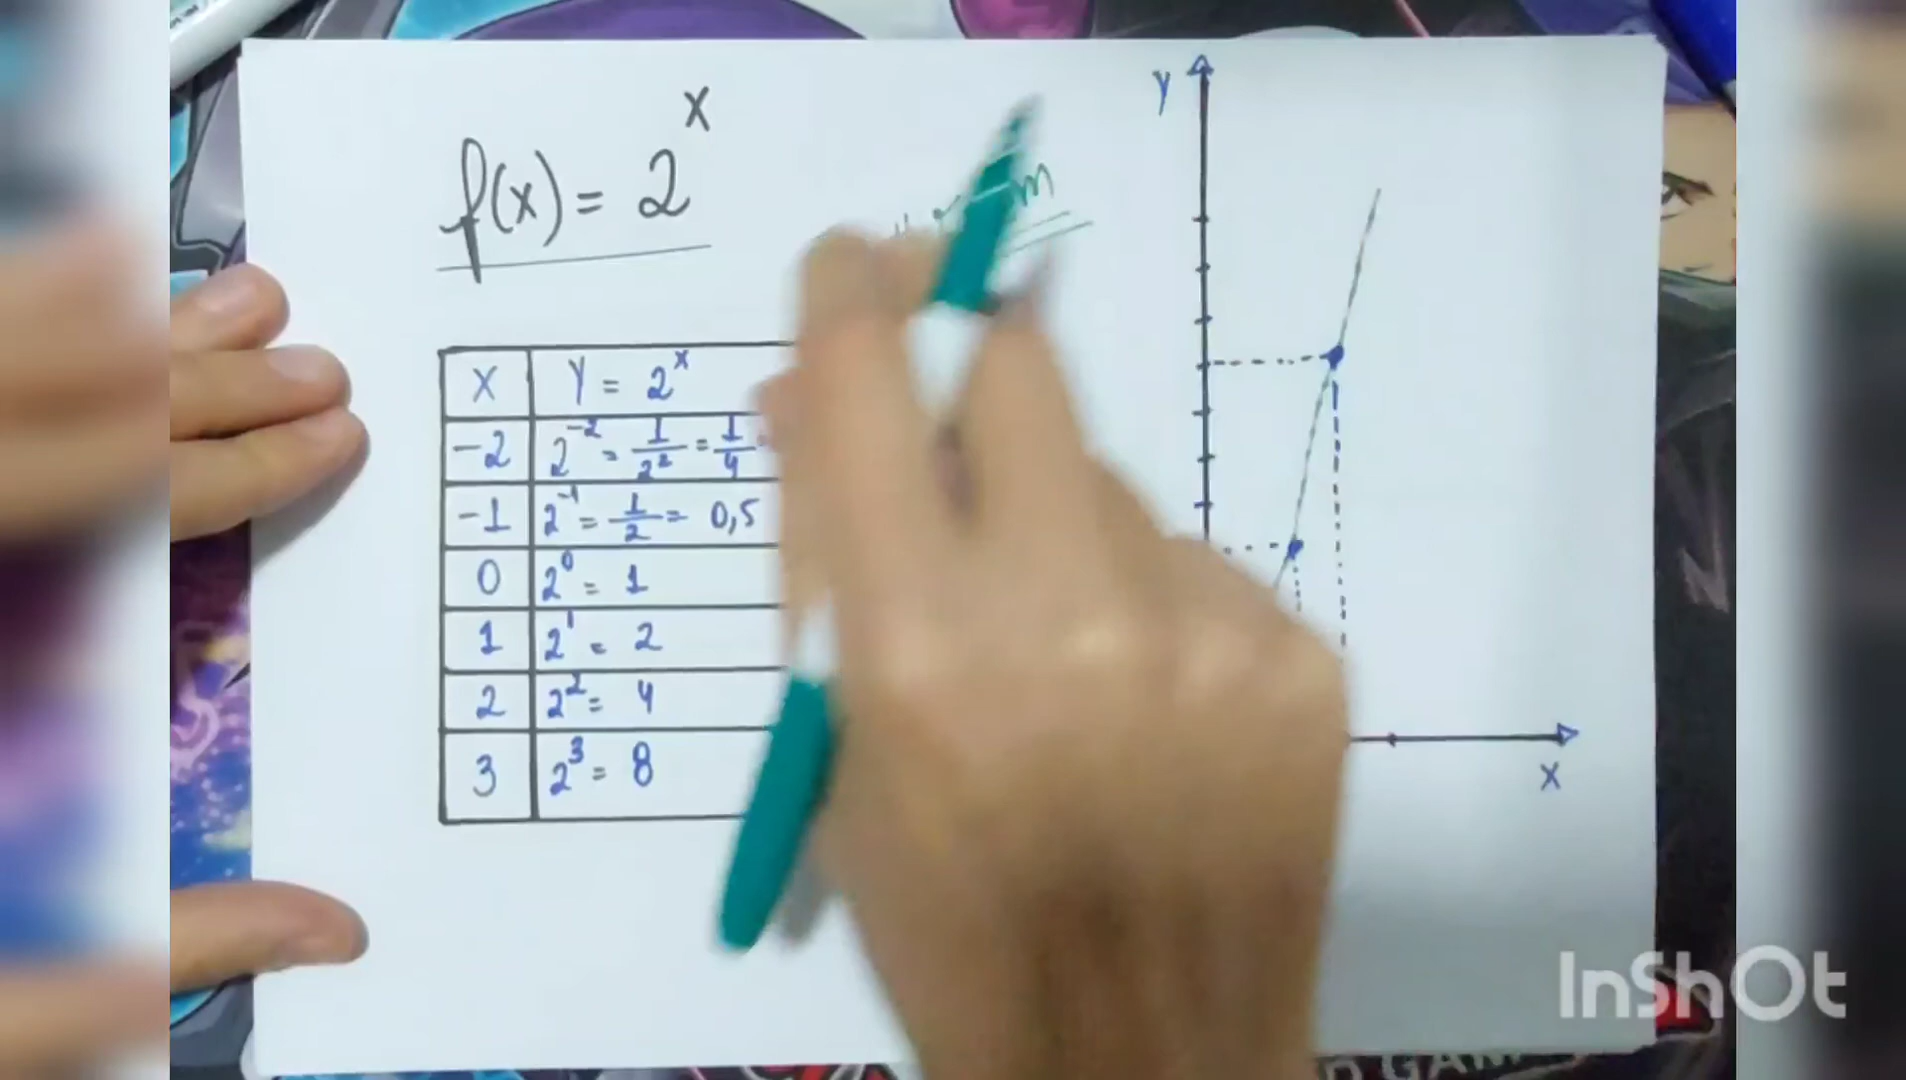 f(x) = 2^x
X Y = 2^x
-2 2^-2 = 1/2^2 = 1/4
-1 2^-1 = 1/2 = 0,5
0 2^0 = 1
1 2^1 = 2
2 2^2 = 4
3 2^3 = 8
Y
X
InShOt